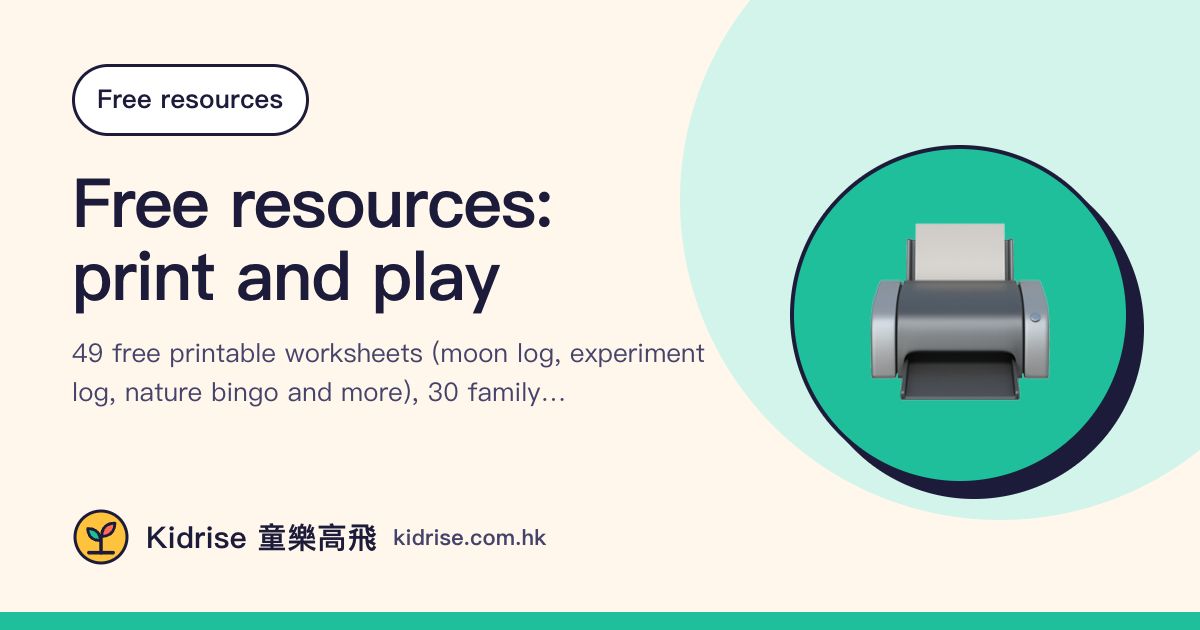 Free resources
Free resources:
print and play
49 free printable worksheets (moon log, experiment
log, nature bingo and more), 30 family…
Kidrise 童樂高飛 kidrise.com.hk